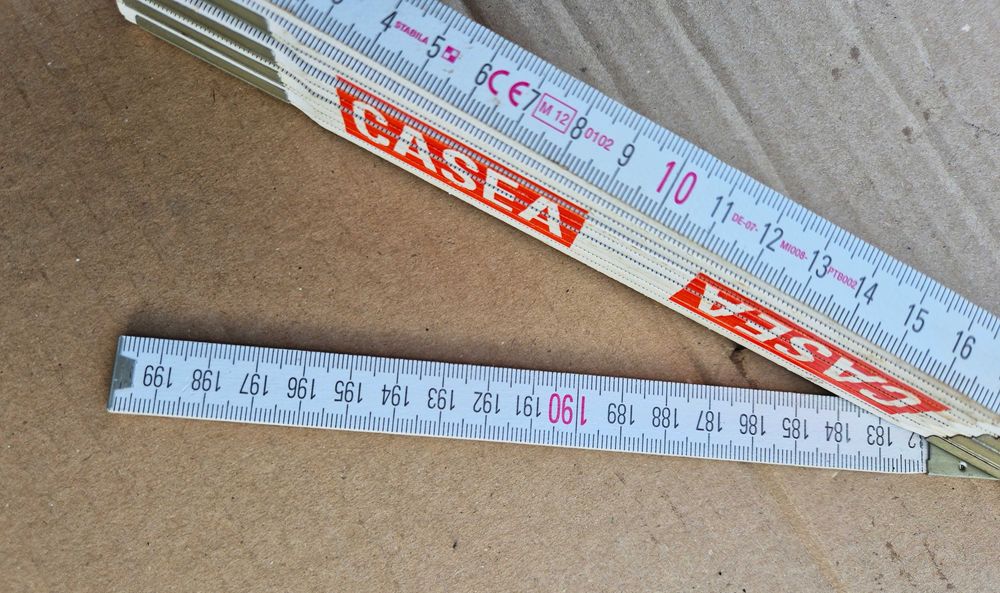 4 STABILA 5 6 CE 7 M 12 8 0102 9 10 11 DE-07- 12 MI006- 13 PTB002 14 15 16
CASEA
CASEA
199 198 197 196 195 194 193 192 191 190 189 188 187 186 185 184 183